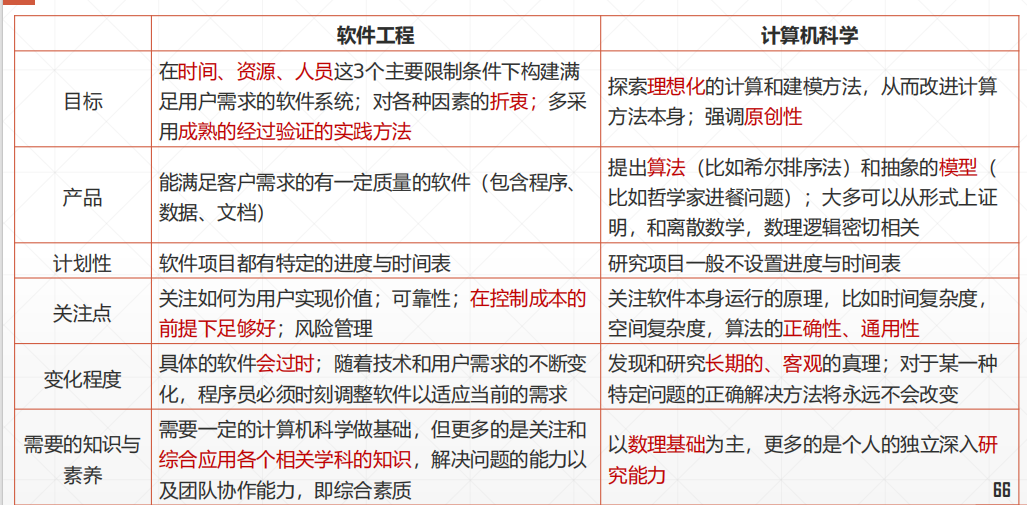 软件工程
计算机科学
目标
在时间、资源、人员这3个主要限制条件下构建满
足用户需求的软件系统；对各种因素的折衷；多采
用成熟的经过验证的实践方法
探索理想化的计算和建模方法，从而改进计算
方法本身；强调原创性
产品
能满足客户需求的有一定质量的软件（包含程序、
数据、文档）
提出算法（比如希尔排序法）和抽象的模型（
比如哲学家进餐问题）；大多可以从形式上证
明，和离散数学，数理逻辑密切相关
计划性
软件项目都有特定的进度与时间表
研究项目一般不设置进度与时间表
关注点
关注如何为用户实现价值；可靠性；在控制成本的
前提下足够好；风险管理
关注软件本身运行的原理，比如时间复杂度，
空间复杂度，算法的正确性、通用性
变化程度
具体的软件会过时；随着技术和用户需求的不断变
化，程序员必须时刻调整软件以适应当前的需求
发现和研究长期的、客观的真理；对于某一种
特定问题的正确解决方法将永远不会改变
需要的知识与
素养
需要一定的计算机科学做基础，但更多的是关注和
综合应用各个相关学科的知识，解决问题的能力以
及团队协作能力，即综合素质
以数理基础为主，更多的是个人的独立深入研
究能力
66